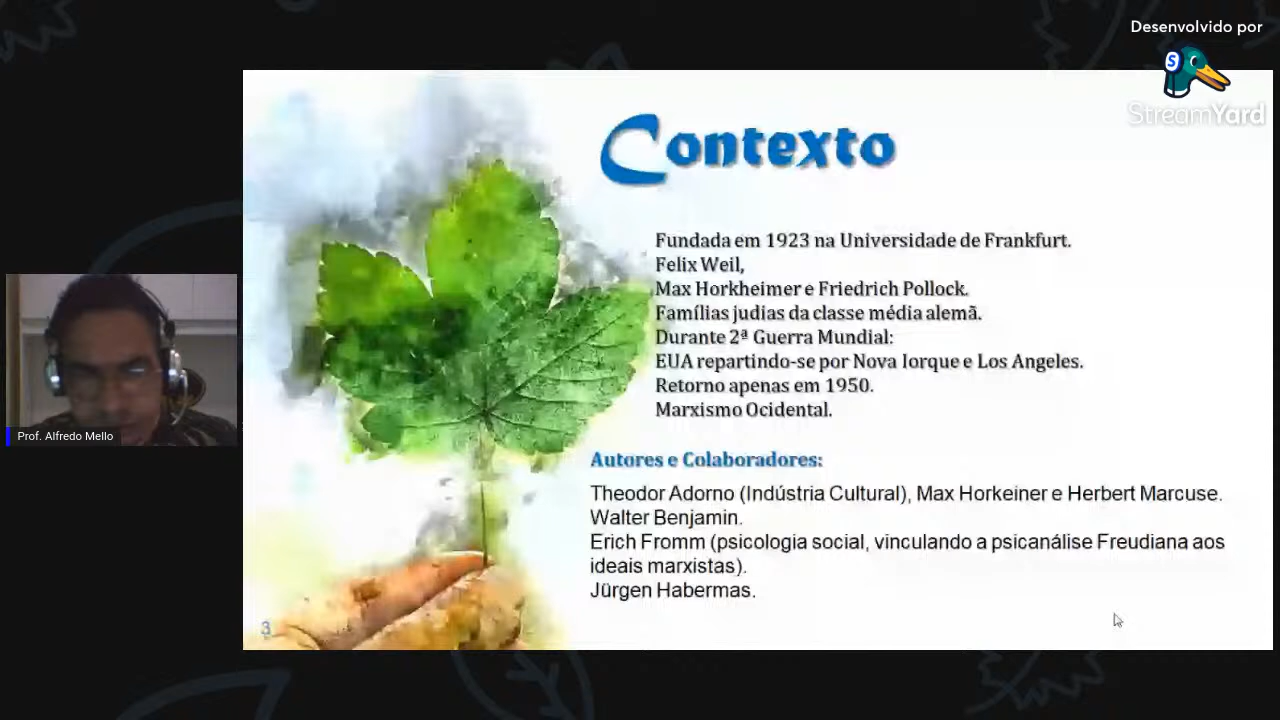 Desenvolvido por
StreamYard
Contexto
Fundada em 1923 na Universidade de Frankfurt.
Felix Weil,
Max Horkheimer e Friedrich Pollock.
Famílias judias da classe média alemã.
Durante 2ª Guerra Mundial:
EUA repartindo-se por Nova Iorque e Los Angeles.
Retorno apenas em 1950.
Marxismo Ocidental.
Autores e Colaboradores:
Theodor Adorno (Indústria Cultural), Max Horkeiner e Herbert Marcuse.
Walter Benjamin.
Erich Fromm (psicologia social, vinculando a psicanálise Freudiana aos
ideais marxistas).
Jürgen Habermas.
3
Prof. Alfredo Mello